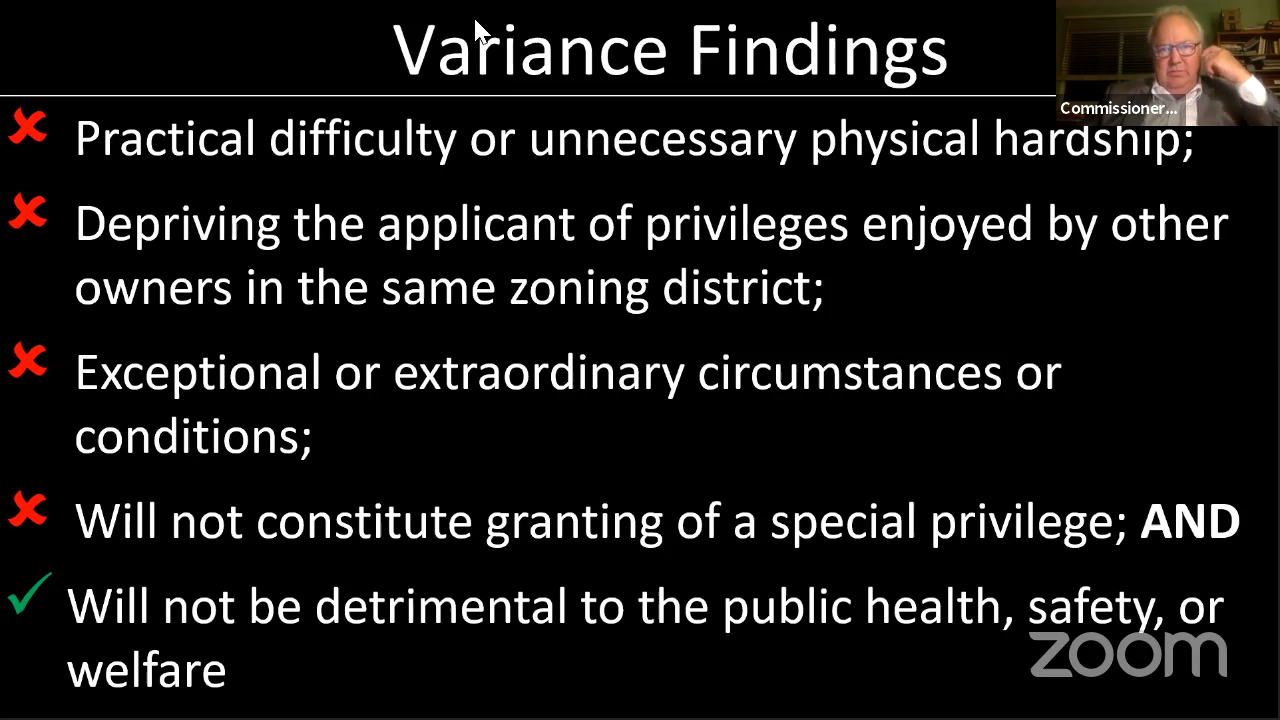 Variance Findings
Commissioner...
Practical difficulty or unnecessary physical hardship;
Depriving the applicant of privileges enjoyed by other
owners in the same zoning district;
Exceptional or extraordinary circumstances or
conditions;
Will not constitute granting of a special privilege; AND
Will not be detrimental to the public health, safety, or
welfare
zoom